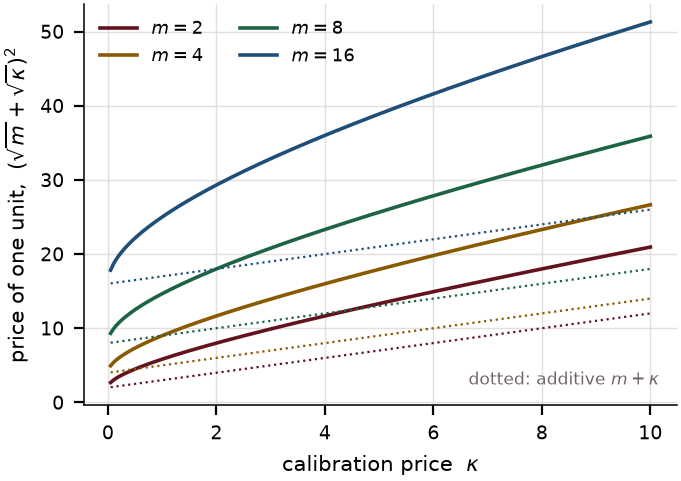 m = 2
m = 4
m = 8
m = 16
price of one unit, (√m + √κ)²
50
40
30
20
10
0
dotted: additive m + κ
0 2 4 6 8 10
calibration price κ